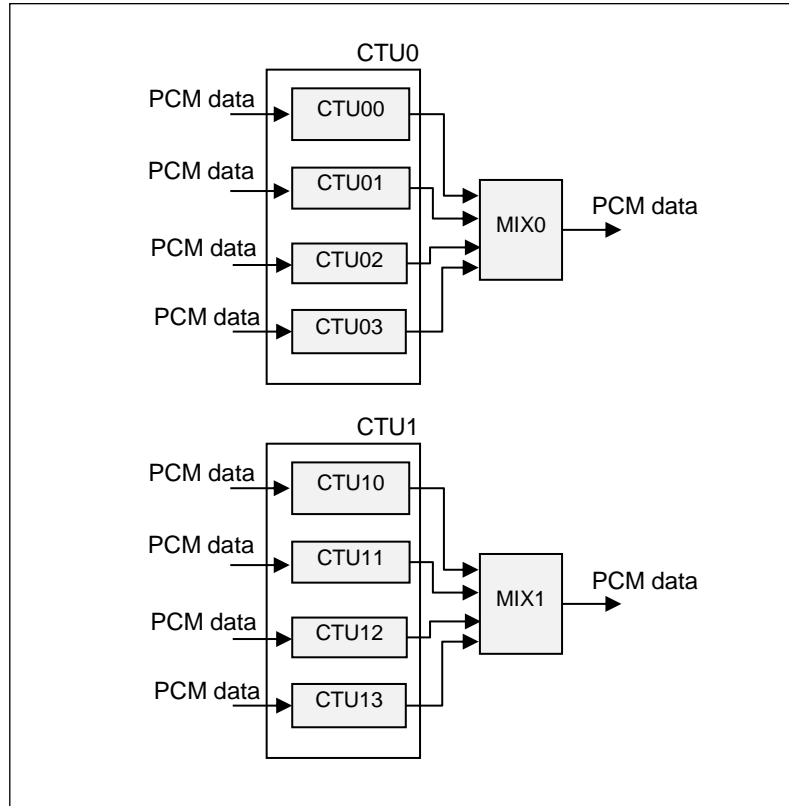 CTU0
PCM data
CTU00
PCM data
CTU01
MIX0
PCM data
PCM data
CTU02
PCM data
CTU03
CTU1
PCM data
CTU10
PCM data
CTU11
MIX1
PCM data
PCM data
CTU12
PCM data
CTU13